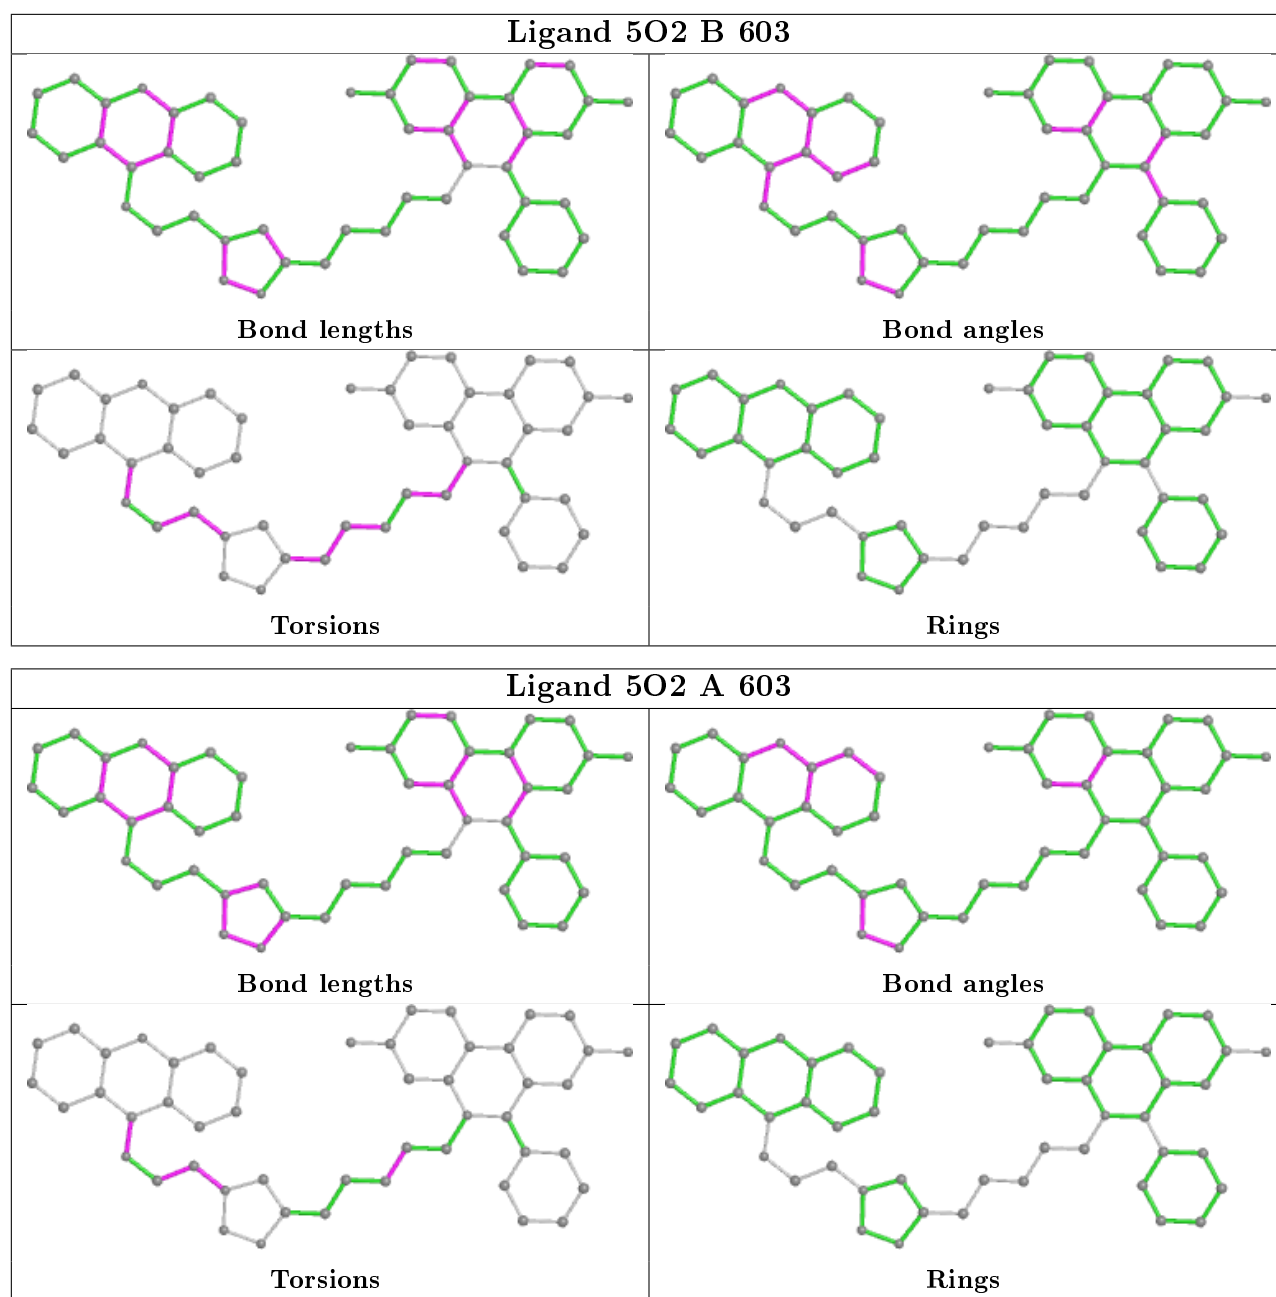 Ligand 5O2 B 603
Bond lengths
Bond angles
Torsions
Rings
Ligand 5O2 A 603
Bond lengths
Bond angles
Torsions
Rings